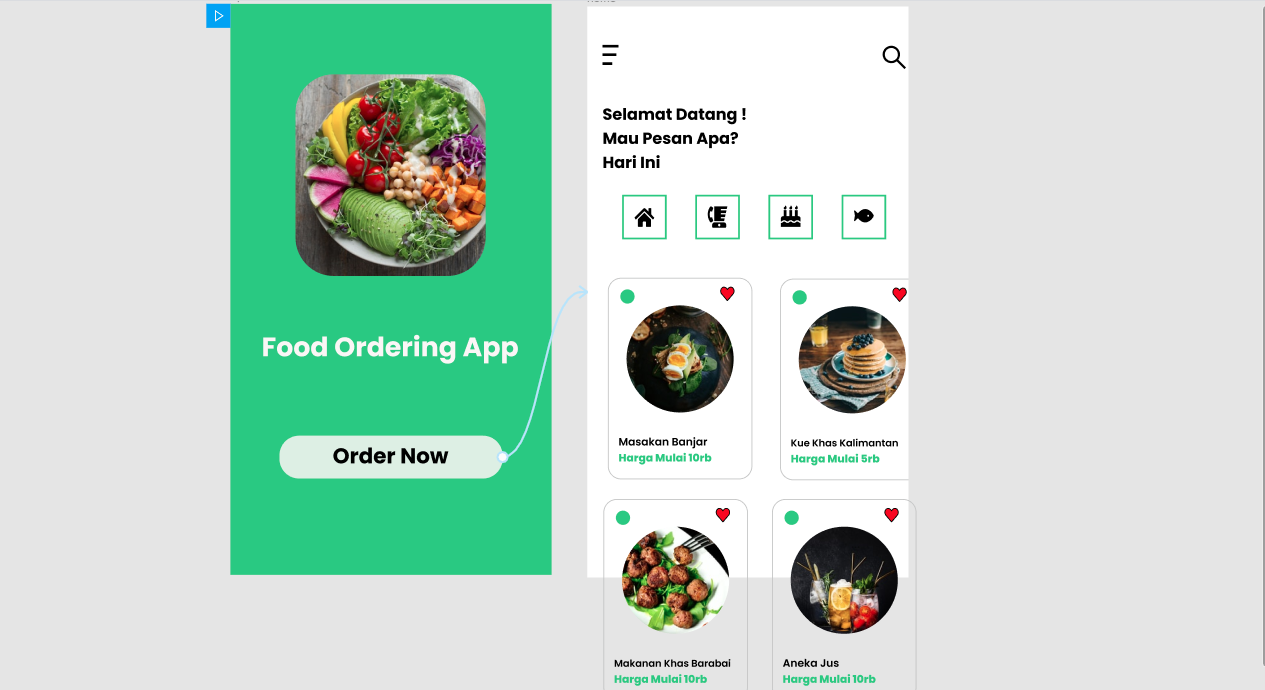 Food Ordering App
Order Now
Selamat Datang !
Mau Pesan Apa?
Hari Ini
Masakan Banjar
Harga Mulai 10rb
Kue Khas Kalimantan
Harga Mulai 5rb
Makanan Khas Barabai
Harga Mulai 10rb
Aneka Jus
Harga Mulai 10rb